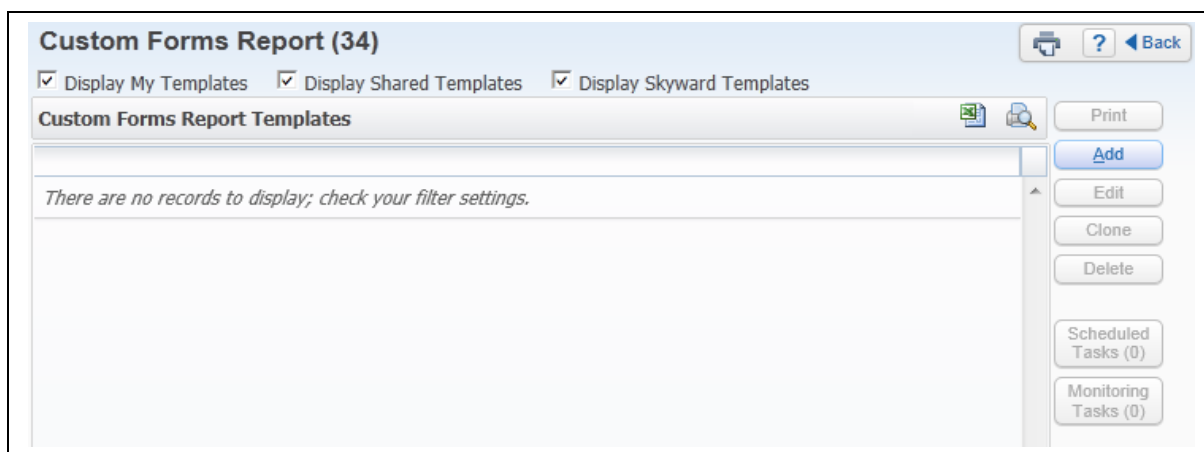 Custom Forms Report (34)
? Back
Display My Templates Display Shared Templates Display Skyward Templates
Custom Forms Report Templates
Print
Add
There are no records to display; check your filter settings.
Edit
Clone
Delete
Scheduled
Tasks (0)
Monitoring
Tasks (0)